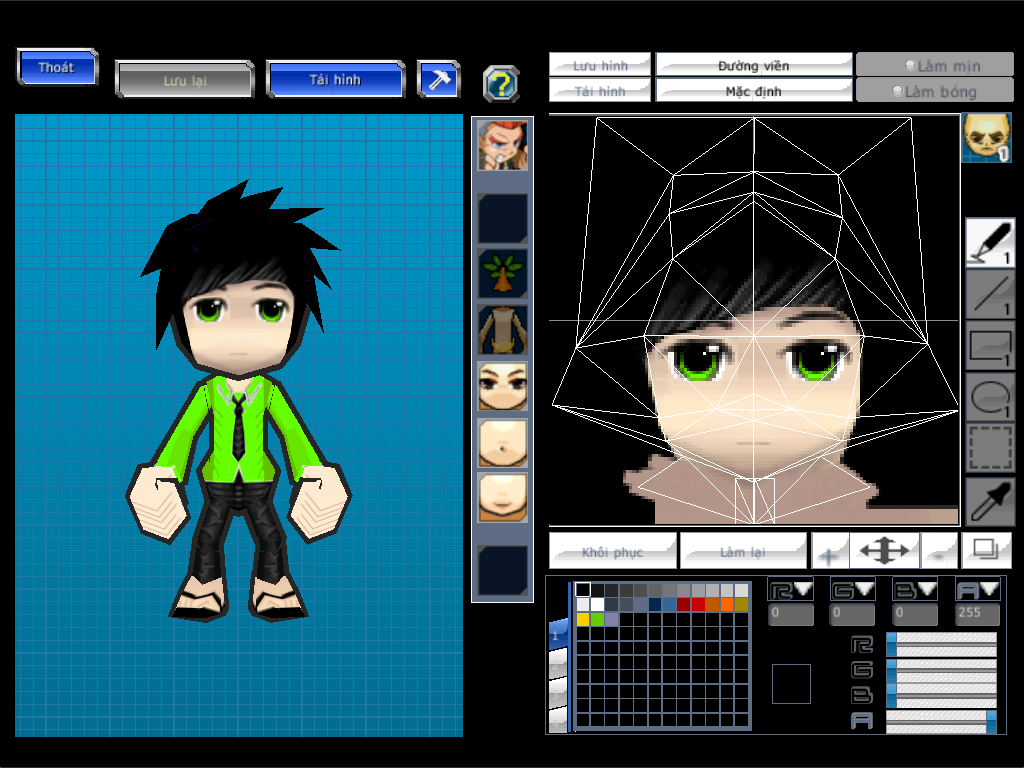 Thoát
Lưu lại
Tải hình
?
Lưu hình
Đường viền
Làm mịn
Tải hình
Mặc định
Làm bóng
1
1
1
1
1
Khôi phục
Làm lại
+
-
R G B A
0 0 0 255
1
R
G
B
A